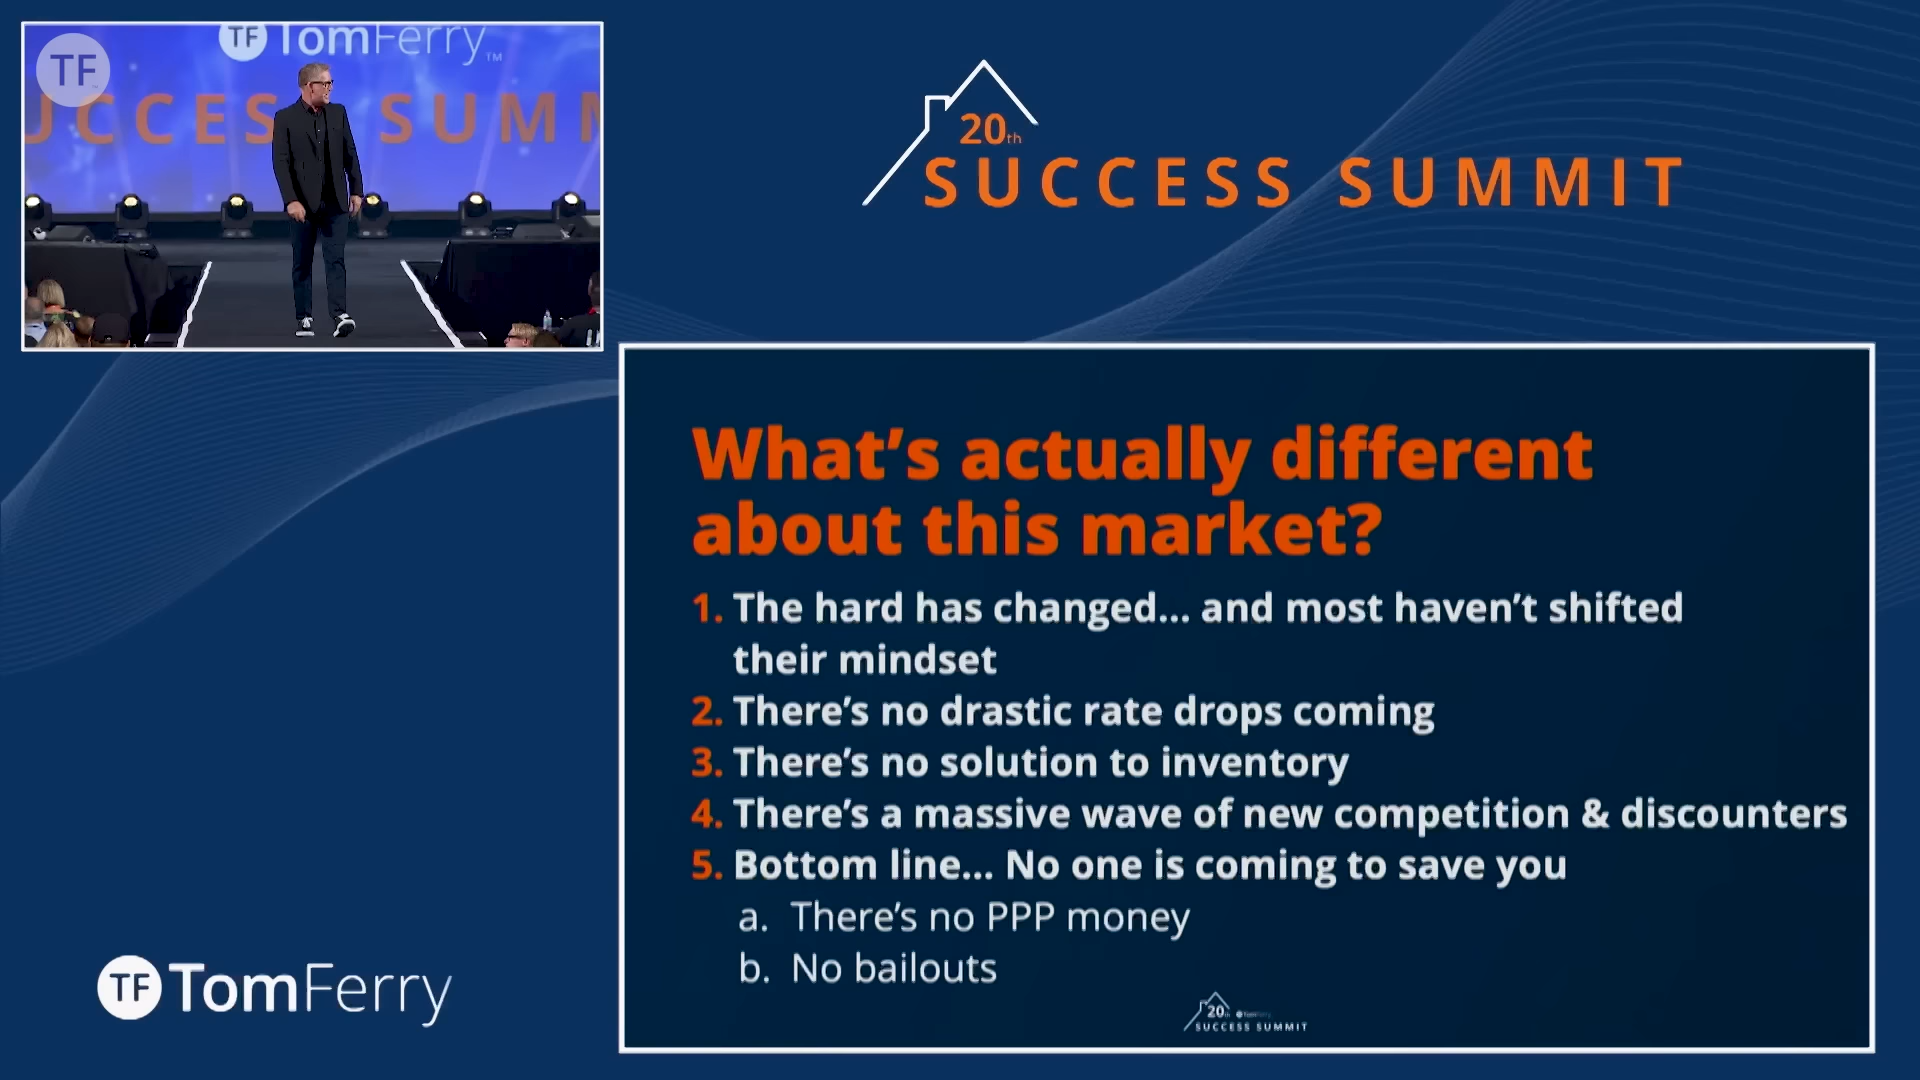 TF TomFerry™
TF
UCCESS SUMM
20th
SUCCESS SUMMIT
What's actually different
about this market?
1. The hard has changed... and most haven't shifted
their mindset
2. There's no drastic rate drops coming
3. There's no solution to inventory
4. There's a massive wave of new competition & discounters
5. Bottom line... No one is coming to save you
a. There's no PPP money
b. No bailouts
20th TomFerry
SUCCESS SUMMIT
TF TomFerry